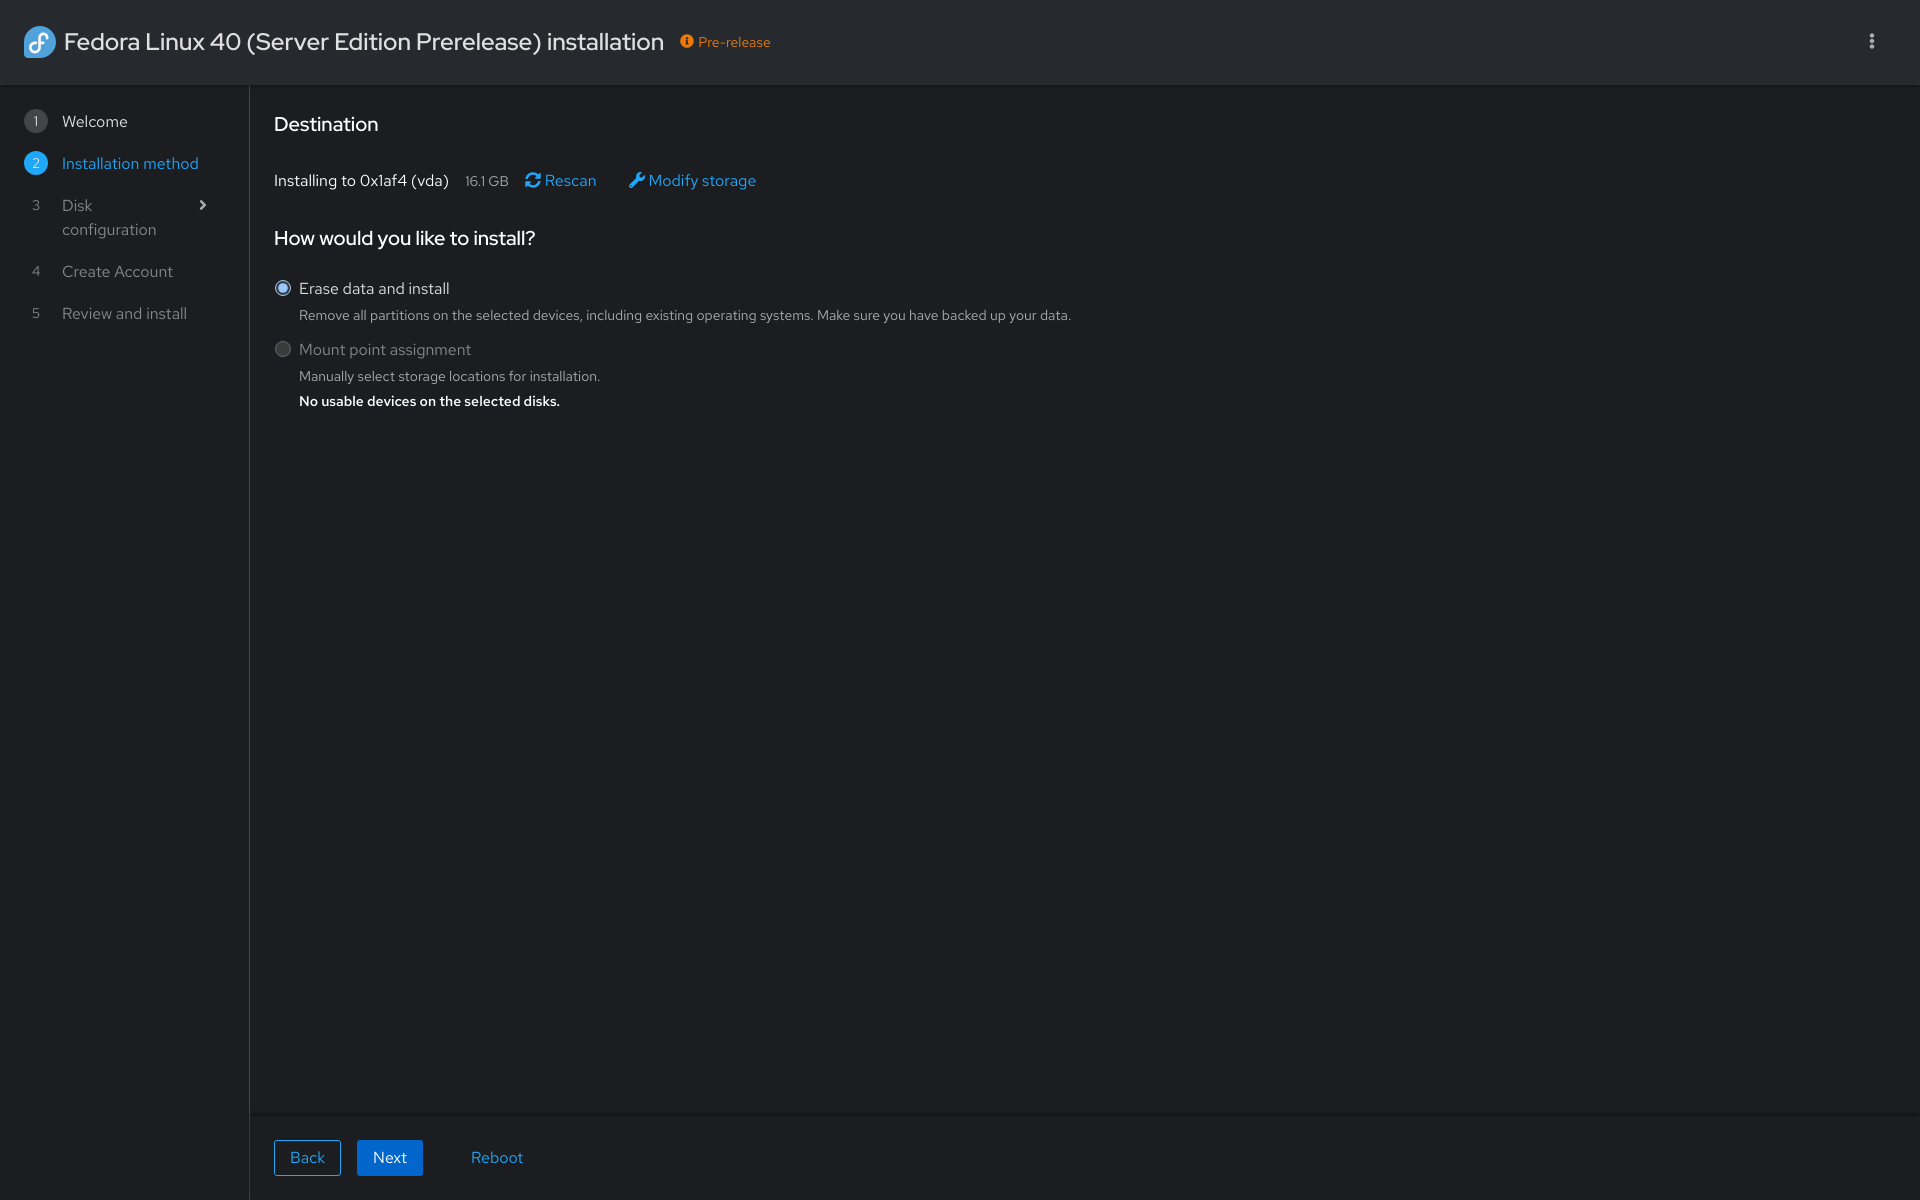 Fedora Linux 40 (Server Edition Prerelease) installation Pre-release
1 Welcome
2 Installation method
3 Disk
configuration
4 Create Account
5 Review and install
Destination
Installing to 0x1af4 (vda) 16.1 GB Rescan Modify storage
How would you like to install?
Erase data and install
Remove all partitions on the selected devices, including existing operating systems. Make sure you have backed up your data.
Mount point assignment
Manually select storage locations for installation.
No usable devices on the selected disks.
Back Next Reboot